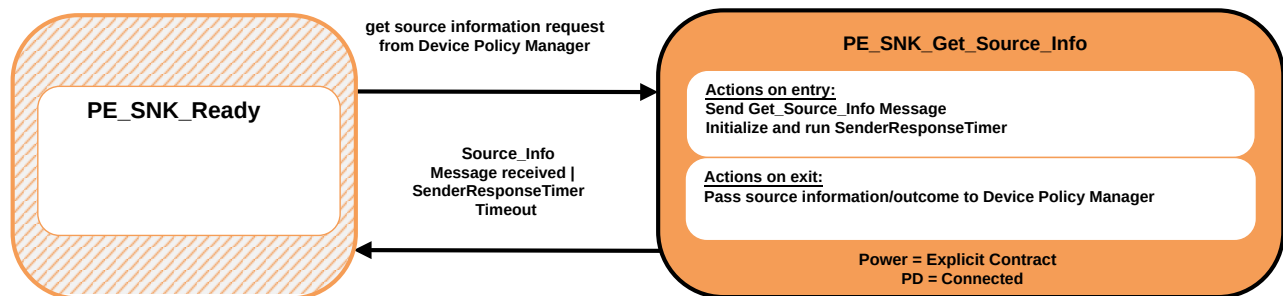 get source information request
from Device Policy Manager
PE_SNK_Ready
Source_Info
Message received |
SenderResponseTimer
Timeout
PE_SNK_Get_Source_Info
Actions on entry:
Send Get_Source_Info Message
Initialize and run SenderResponseTimer
Actions on exit:
Pass source information/outcome to Device Policy Manager
Power = Explicit Contract
PD = Connected